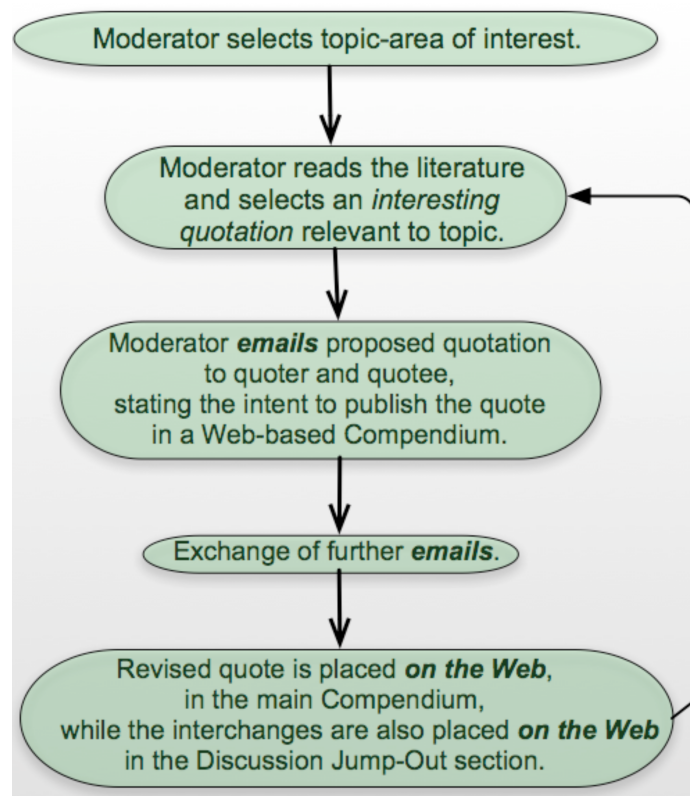 Moderator selects topic-area of interest.
Moderator reads the literature
and selects an interesting
quotation relevant to topic.
Moderator emails proposed quotation
to quoter and quotee,
stating the intent to publish the quote
in a Web-based Compendium.
Exchange of further emails.
Revised quote is placed on the Web,
in the main Compendium,
while the interchanges are also placed on the Web
in the Discussion Jump-Out section.